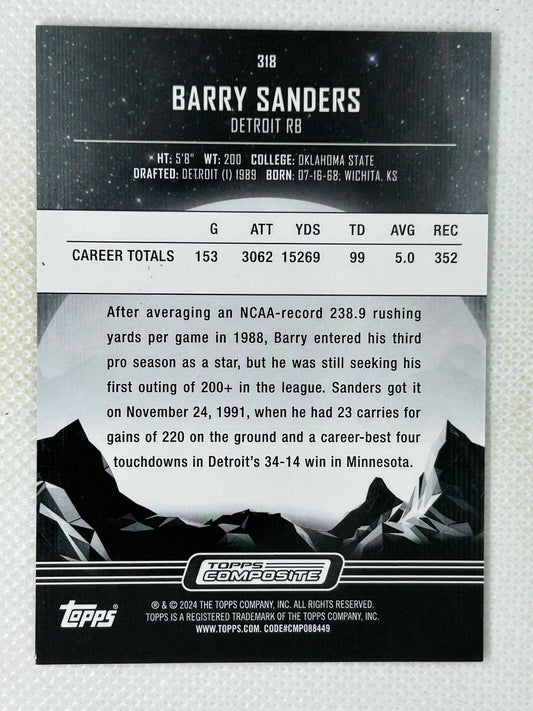 318
BARRY SANDERS
DETROIT RB
HT: 5'8" WT: 200 COLLEGE: OKLAHOMA STATE
DRAFTED: DETROIT (1) 1989 BORN: 07-16-68; WICHITA, KS
G ATT YDS TD AVG REC
CAREER TOTALS 153 3062 15269 99 5.0 352
After averaging an NCAA-record 238.9 rushing
yards per game in 1988, Barry entered his third
pro season as a star, but he was still seeking his
first outing of 200+ in the league. Sanders got it
on November 24, 1991, when he had 23 carries for
gains of 220 on the ground and a career-best four
touchdowns in Detroit's 34-14 win in Minnesota.
TOPPS
COMPOSITE
topps®
® & © 2024 THE TOPPS COMPANY, INC. ALL RIGHTS RESERVED.
TOPPS IS A REGISTERED TRADEMARK OF THE TOPPS COMPANY, INC.
WWW.TOPPS.COM. CODE#CMP088449